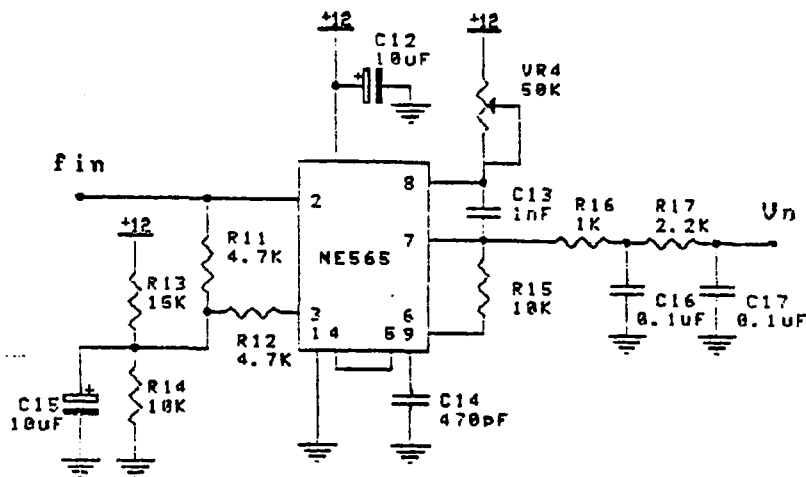 +12
C12
10uF
+
+12
VR4
50K
fin
2
8
C13
1nF
R16
1K
R17
2.2K
Vn
+12
R11
4.7K
7
NE565
R13
15K
R15
10K
3
6
C16
0.1uF
C17
0.1uF
R12
4.7K
1
4
5
9
+
C15
10uF
R14
10K
C14
470pF